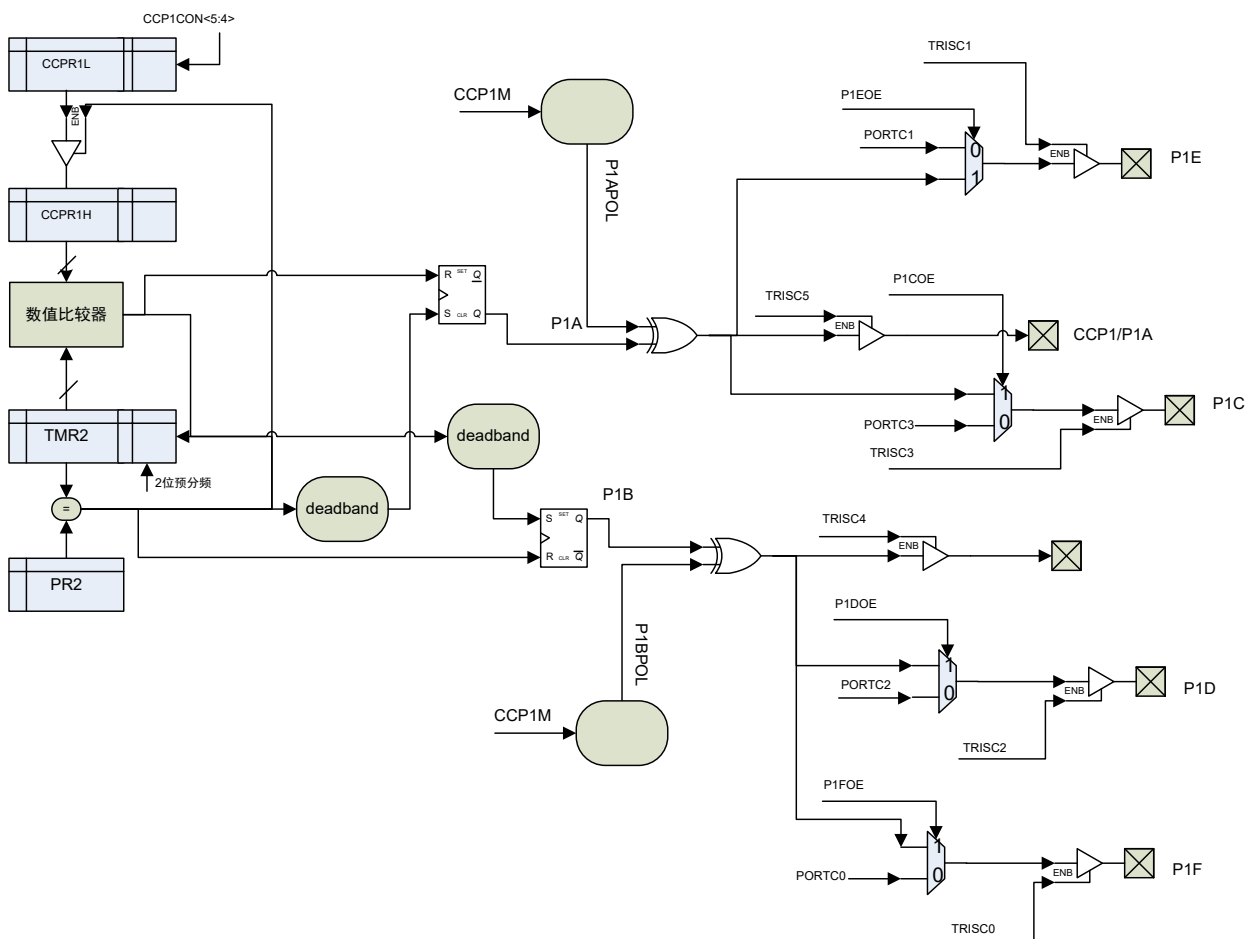 CCP1CON<5:4>
CCPR1L
ENB
CCPR1H
数值比较器
TMR2
2位预分频
=
PR2
deadband
deadband
CCP1M
P1APOL
R SET Q
S CLR Q
P1A
P1B
S SET Q
R CLR Q
P1BPOL
CCP1M
TRISC1
P1EOE
PORTC1
0
1
ENB
P1E
P1COE
TRISC5
ENB
CCP1/P1A
1
0
PORTC3
ENB
P1C
TRISC3
TRISC4
ENB
P1DOE
1
0
PORTC2
ENB
P1D
TRISC2
P1FOE
1
0
PORTC0
ENB
P1F
TRISC0